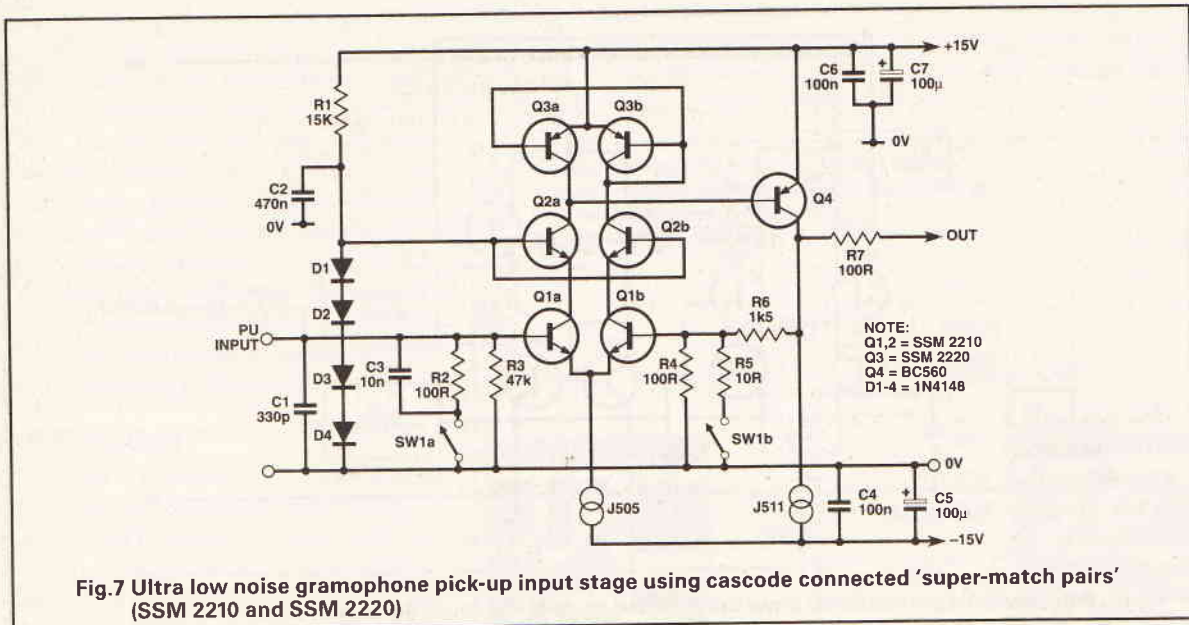 +15V
C6
100n
+
C7
100µ
0V
R1
15K
Q3a
Q3b
C2
470n
0V
Q2a
Q2b
Q4
OUT
R7
100R
D1
D2
D3
D4
Q1a
Q1b
R6
1k5
PU
INPUT
C1
330p
C3
10n
R2
100R
R3
47k
SW1a
R4
100R
R5
10R
SW1b
NOTE:
Q1,2 = SSM 2210
Q3 = SSM 2220
Q4 = BC560
D1-4 = 1N4148
0V
J505
J511
C4
100n
+
C5
100µ
–15V
Fig.7 Ultra low noise gramophone pick-up input stage using cascode connected ‘super-match pairs’
(SSM 2210 and SSM 2220)